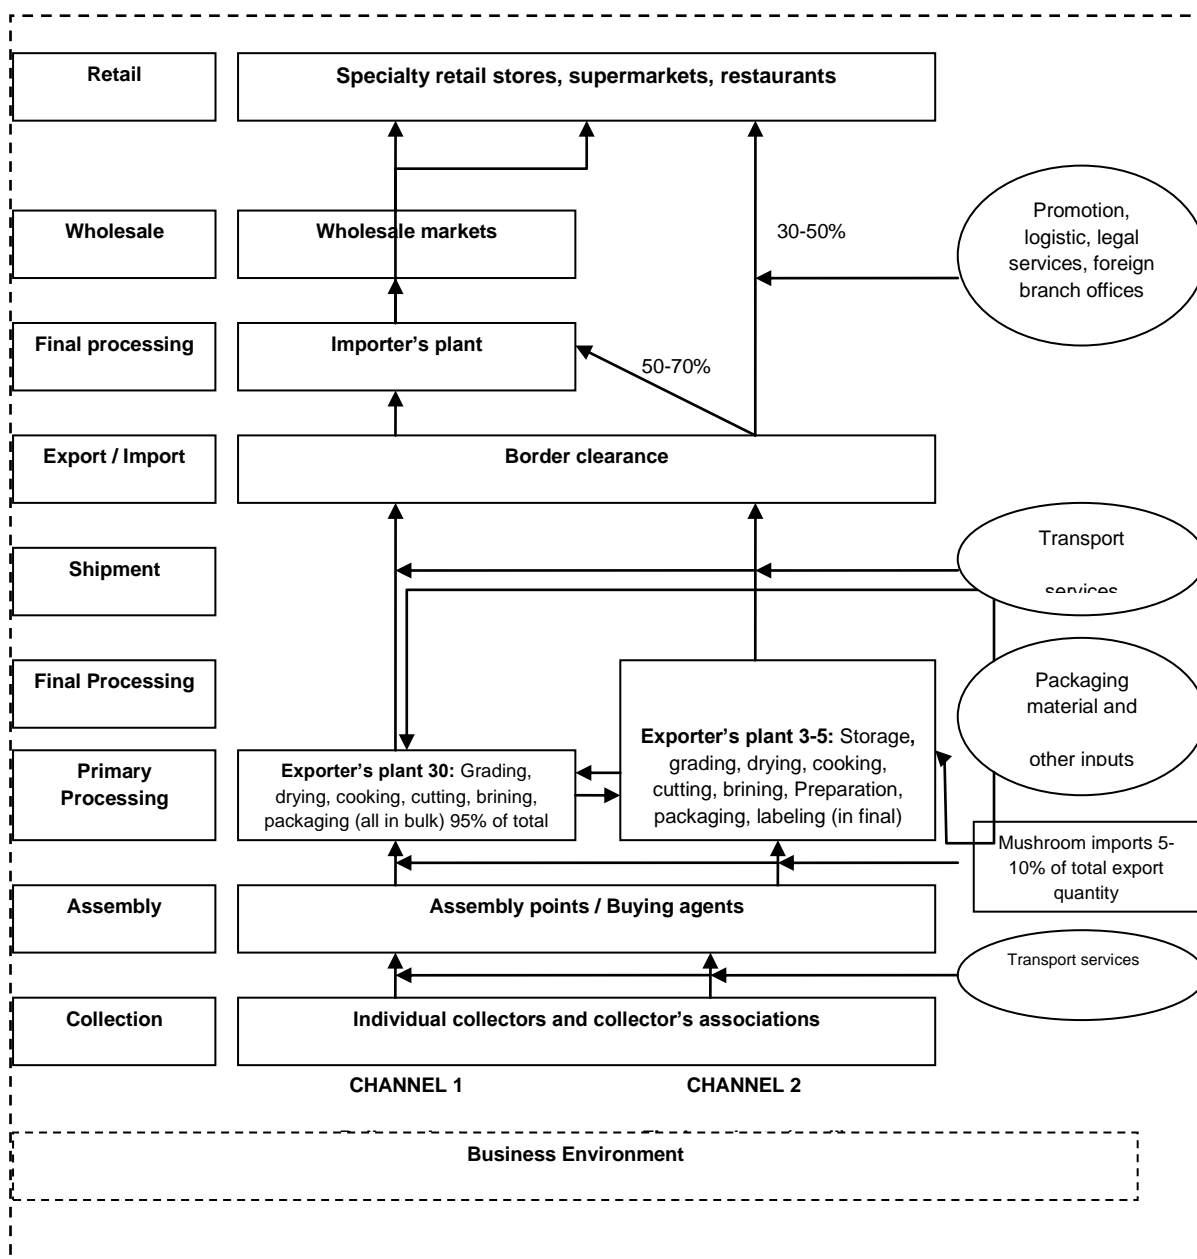 Retail
Specialty retail stores, supermarkets, restaurants
Wholesale
Wholesale markets
30-50%
Promotion,
logistic, legal
services, foreign
branch offices
Final processing
Importer's plant
50-70%
Export / Import
Border clearance
Shipment
Transport
services
Final Processing
Packaging
material and
other inputs
Primary
Processing
Exporter's plant 30: Grading,
drying, cooking, cutting, brining,
packaging (all in bulk) 95% of total
Exporter's plant 3-5: Storage,
grading, drying, cooking,
cutting, brining, Preparation,
packaging, labeling (in final)
Mushroom imports 5-
10% of total export
quantity
Assembly
Assembly points / Buying agents
Transport services
Collection
Individual collectors and collector's associations
CHANNEL 1
CHANNEL 2
Business Environment